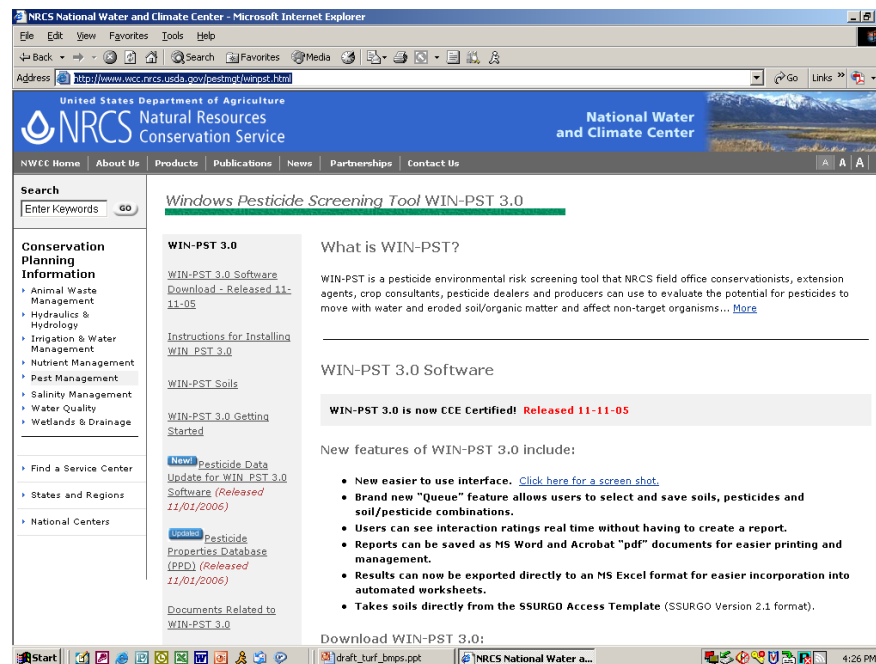 NRCS National Water and Climate Center - Microsoft Internet Explorer
File Edit View Favorites Tools Help
Back Search Favorites Media
Address http://www.wcc.nrcs.usda.gov/pestmgt/winpst.html Go Links
United States Department of Agriculture
NRCS Natural Resources
Conservation Service
National Water
and Climate Center
NWCC Home About Us Products Publications News Partnerships Contact Us A A A
Search
Enter Keywords GO
Conservation
Planning
Information
Animal Waste
Management
Hydraulics &
Hydrology
Irrigation & Water
Management
Nutrient Management
Pest Management
Salinity Management
Water Quality
Wetlands & Drainage
Find a Service Center
States and Regions
National Centers
Windows Pesticide Screening Tool WIN-PST 3.0
WIN-PST 3.0
WIN-PST 3.0 Software
Download - Released 11-
11-05
Instructions for Installing
WIN_PST 3.0
WIN-PST Soils
WIN-PST 3.0 Getting
Started
New! Pesticide Data
Update for WIN_PST 3.0
Software (Released
11/01/2006)
Updated Pesticide
Properties Database
(PPD) (Released
11/01/2006)
Documents Related to
WIN-PST 3.0
What is WIN-PST?
WIN-PST is a pesticide environmental risk screening tool that NRCS field office conservationists, extension
agents, crop consultants, pesticide dealers and producers can use to evaluate the potential for pesticides to
move with water and eroded soil/organic matter and affect non-target organisms... More
WIN-PST 3.0 Software
WIN-PST 3.0 is now CCE Certified! Released 11-11-05
New features of WIN-PST 3.0 include:
• New easier to use interface. Click here for a screen shot.
• Brand new "Queue" feature allows users to select and save soils, pesticides and
soil/pesticide combinations.
• Users can see interaction ratings real time without having to create a report.
• Reports can be saved as MS Word and Acrobat "pdf" documents for easier printing and
management.
• Results can now be exported directly to an MS Excel format for easier incorporation into
automated worksheets.
• Takes soils directly from the SSURGO Access Template (SSURGO Version 2.1 format).
Download WIN-PST 3.0:
Start draft_turf_bmps.ppt NRCS National Water a... 4:26 PM